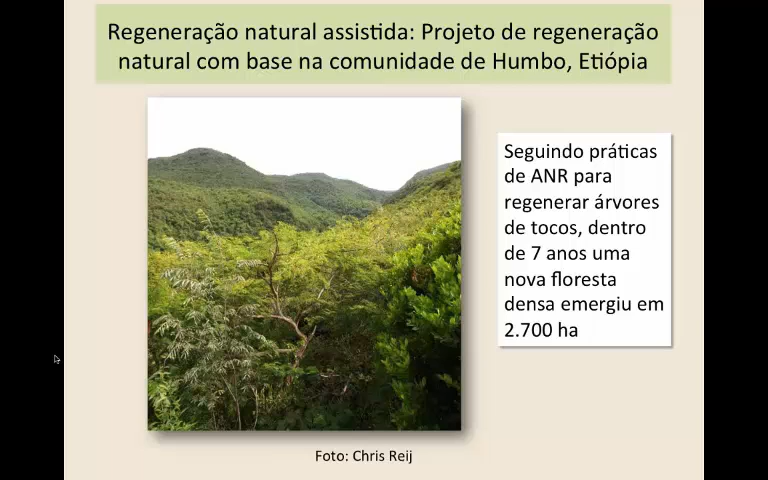 Regeneração natural assistida: Projeto de regeneração
natural com base na comunidade de Humbo, Etiópia
Seguindo práticas
de ANR para
regenerar árvores
de tocos, dentro
de 7 anos uma
nova floresta
densa emergiu em
2.700 ha
Foto: Chris Reij